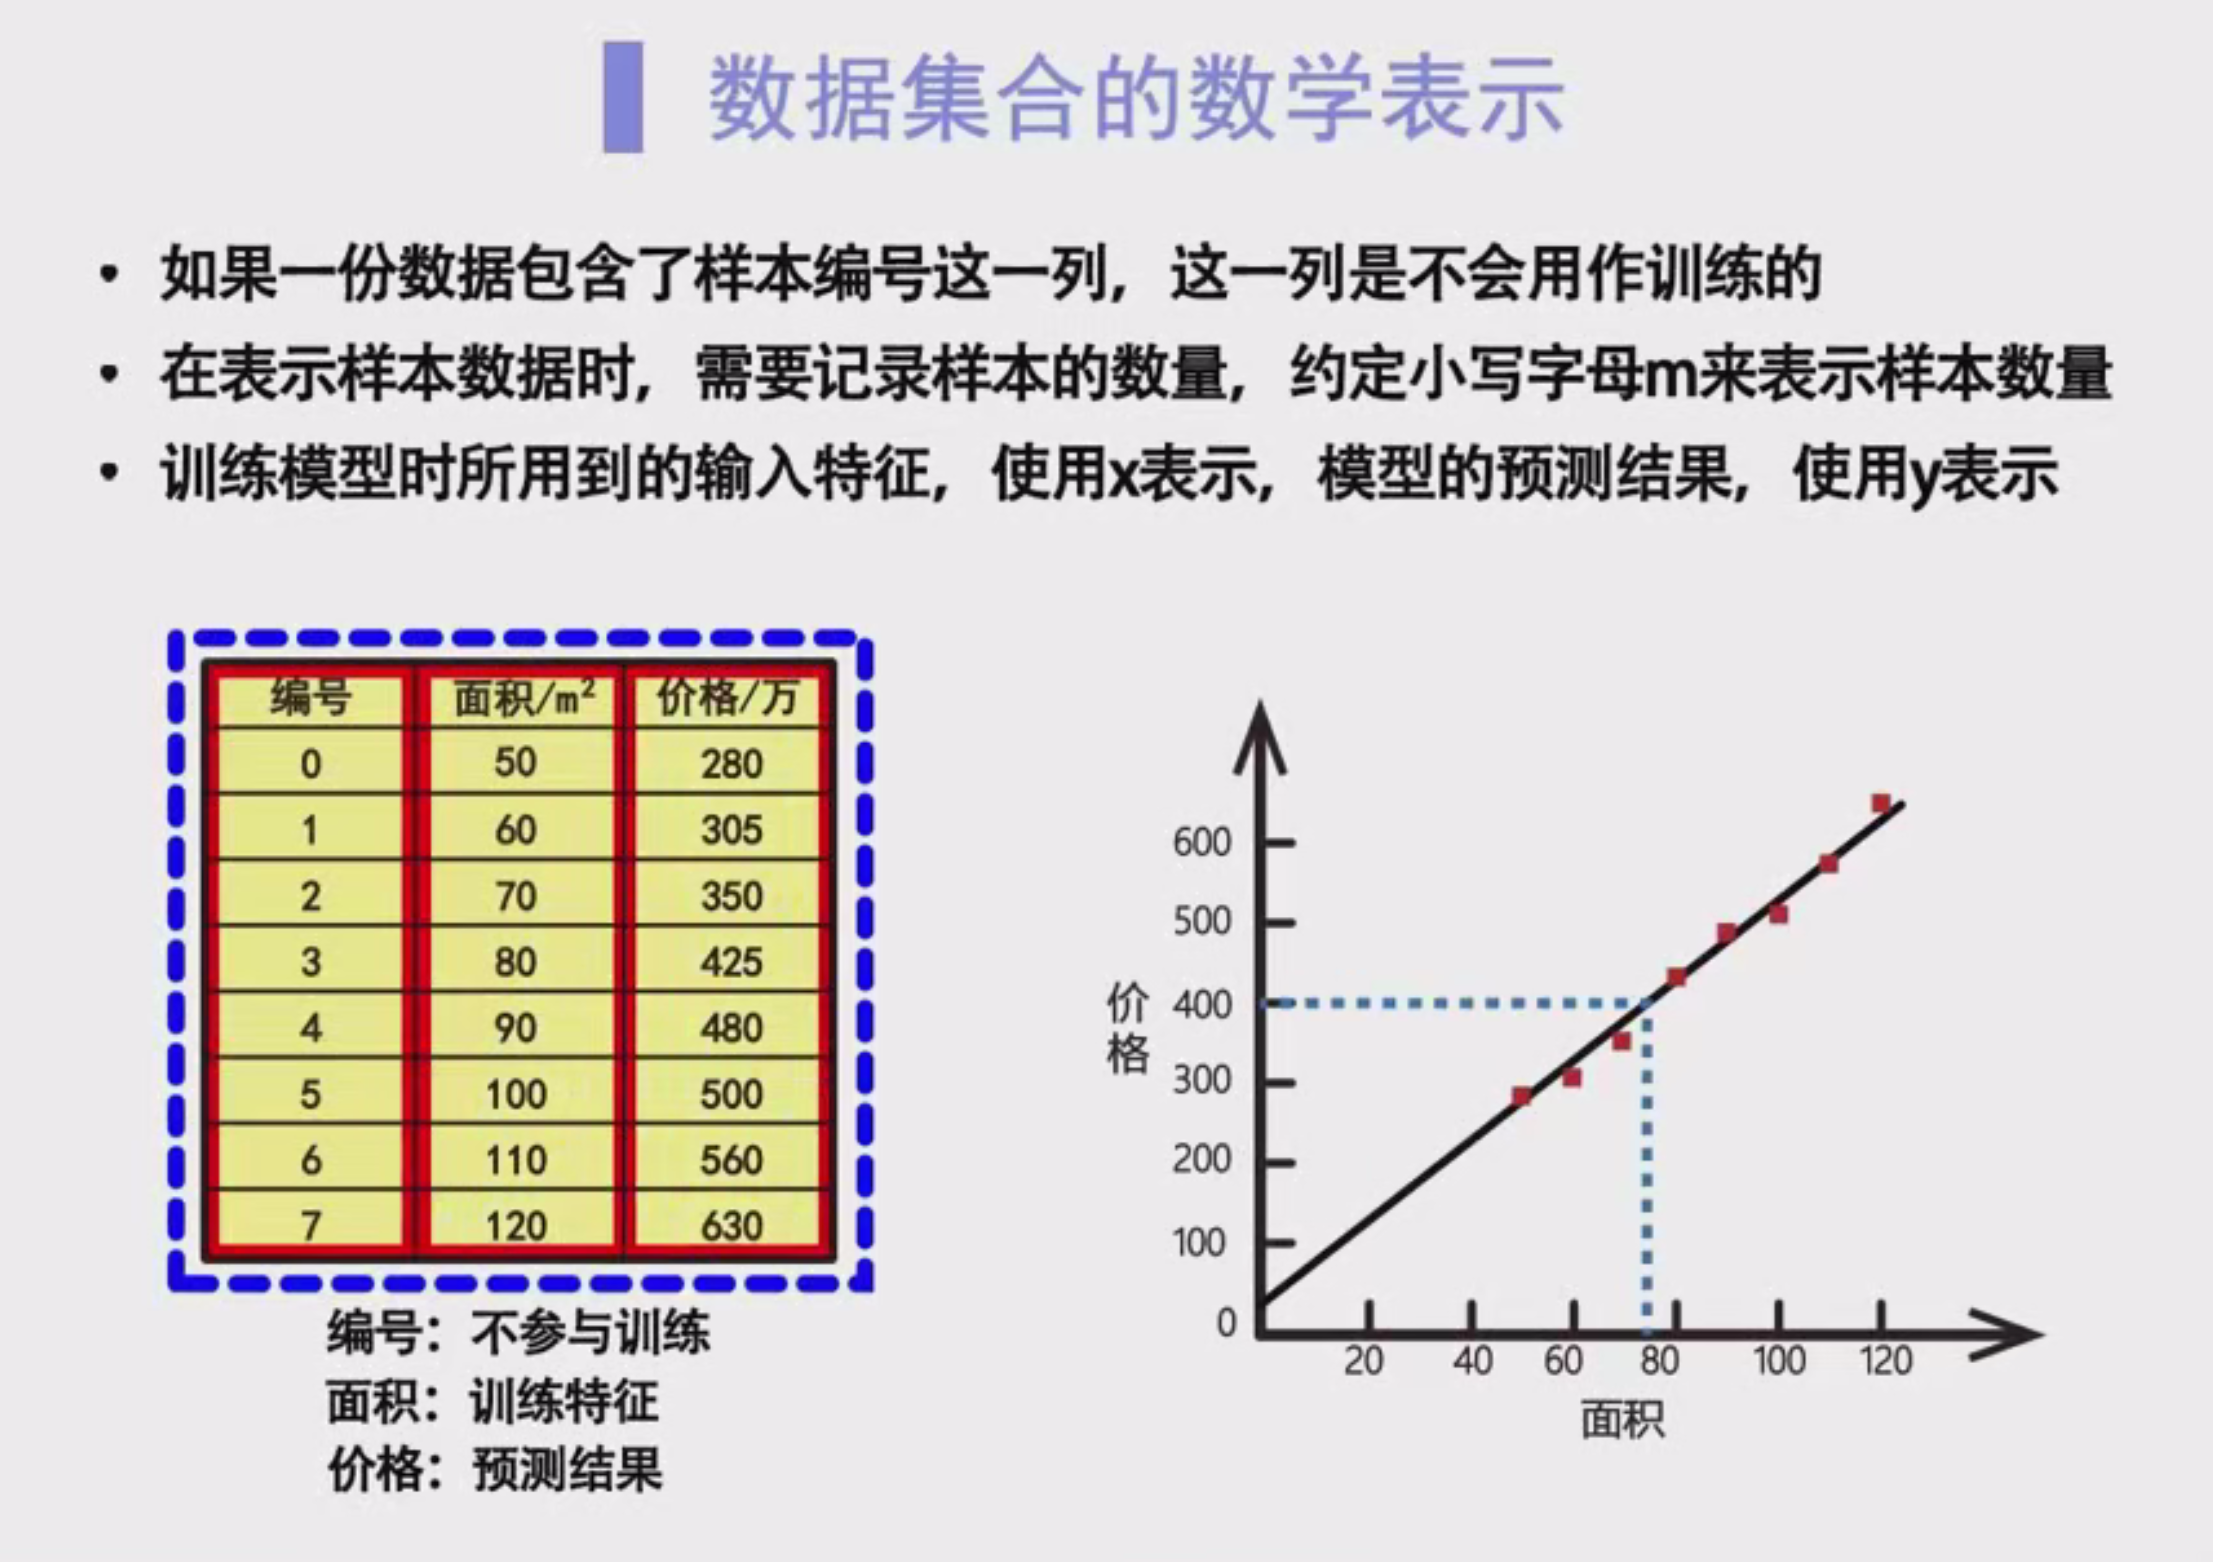 数据集合的数学表示
• 如果一份数据包含了样本编号这一列，这一列是不会用作训练的
• 在表示样本数据时，需要记录样本的数量，约定小写字母m来表示样本数量
• 训练模型时所用到的输入特征，使用x表示，模型的预测结果，使用y表示
编号 面积/m² 价格/万
0 50 280
1 60 305
2 70 350
3 80 425
4 90 480
5 100 500
6 110 560
7 120 630
编号：不参与训练
面积：训练特征
价格：预测结果
600
500
400
300
200
100
0
价格
20 40 60 80 100 120
面积